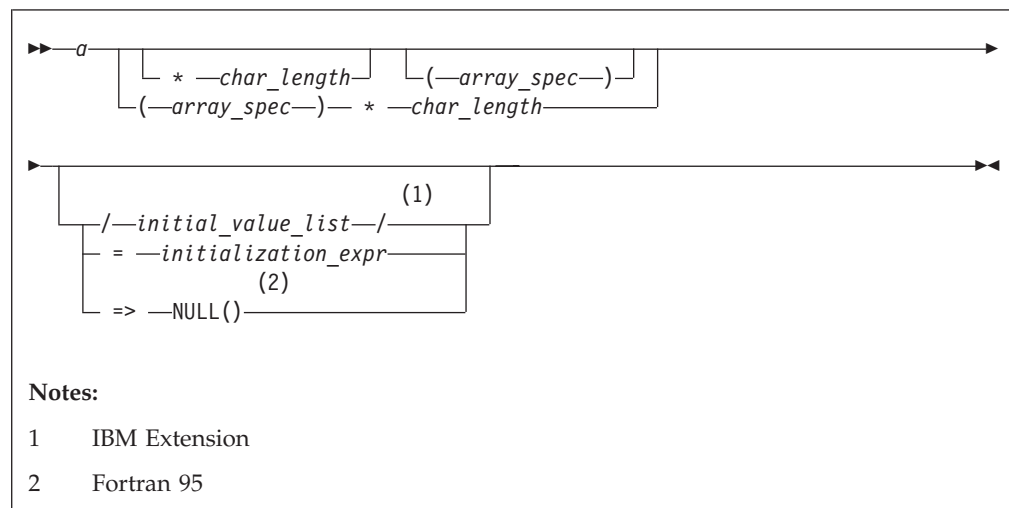 a
* char_length (array_spec)
(array_spec) * char_length
(1)
/initial_value_list/
= initialization_expr
(2)
=> NULL()
Notes:
1 IBM Extension
2 Fortran 95